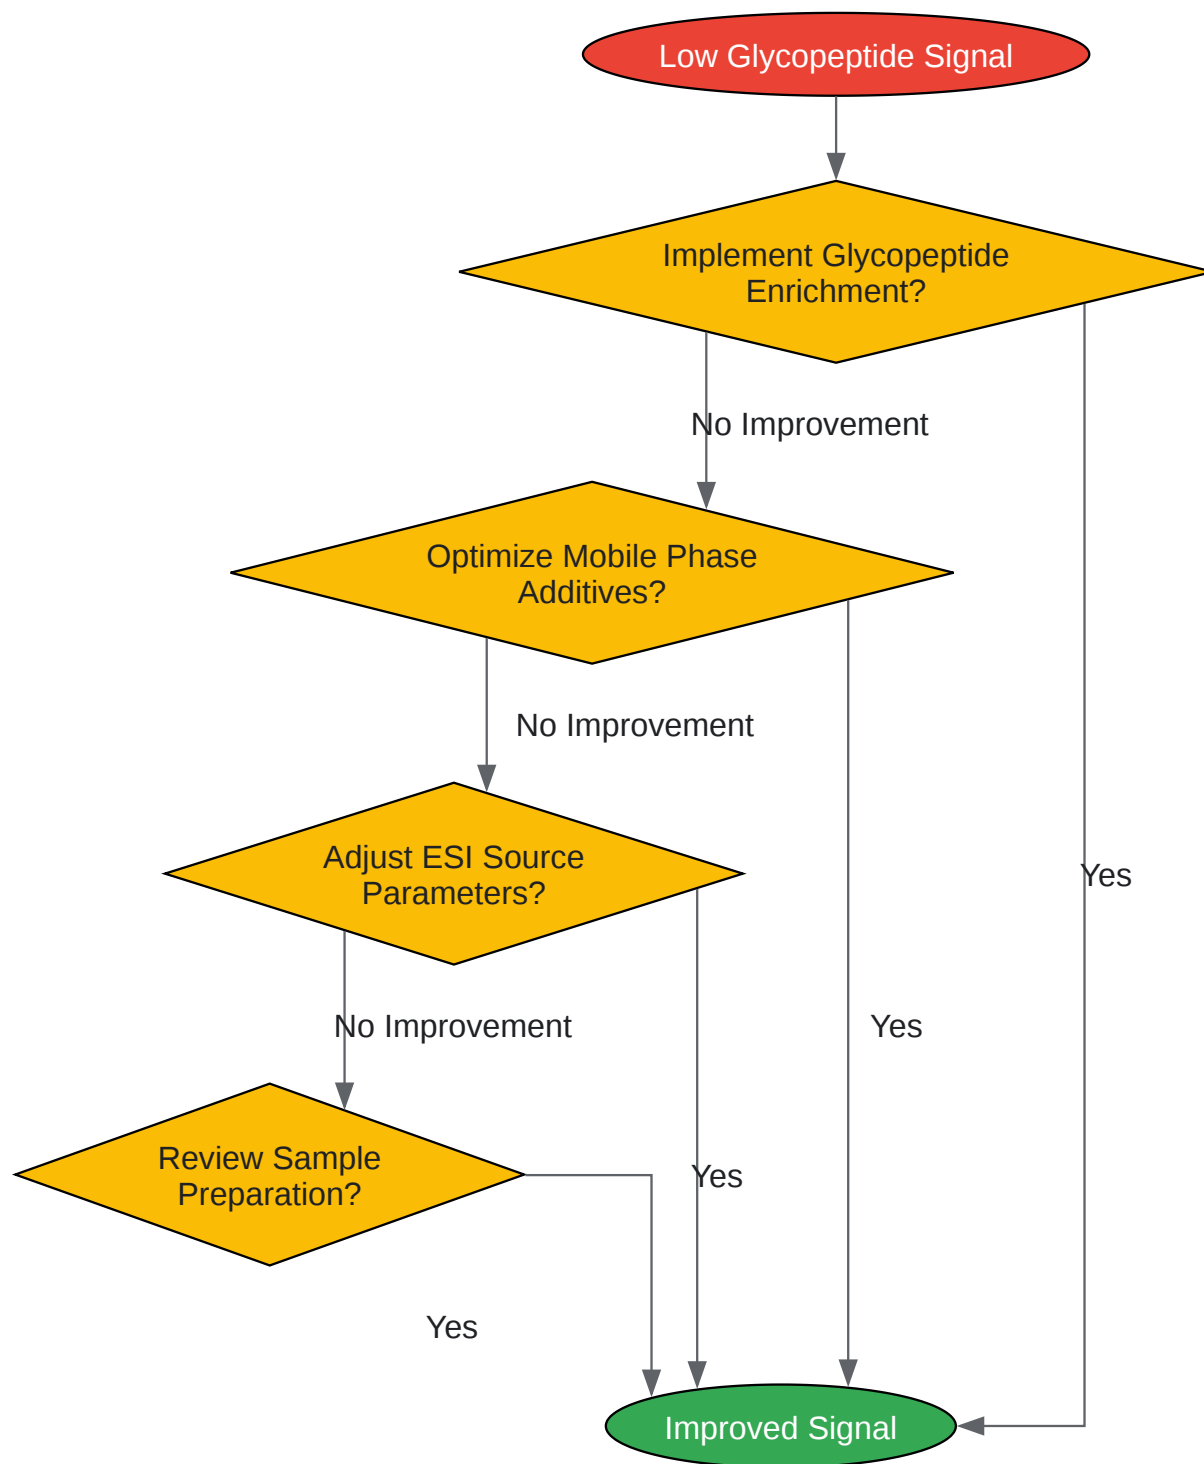 Low Glycopeptide Signal
Implement Glycopeptide
Enrichment?
No Improvement
Optimize Mobile Phase
Additives?
No Improvement
Adjust ESI Source
Parameters?
Yes
No Improvement
Yes
Review Sample
Preparation?
Yes
Yes
Improved Signal